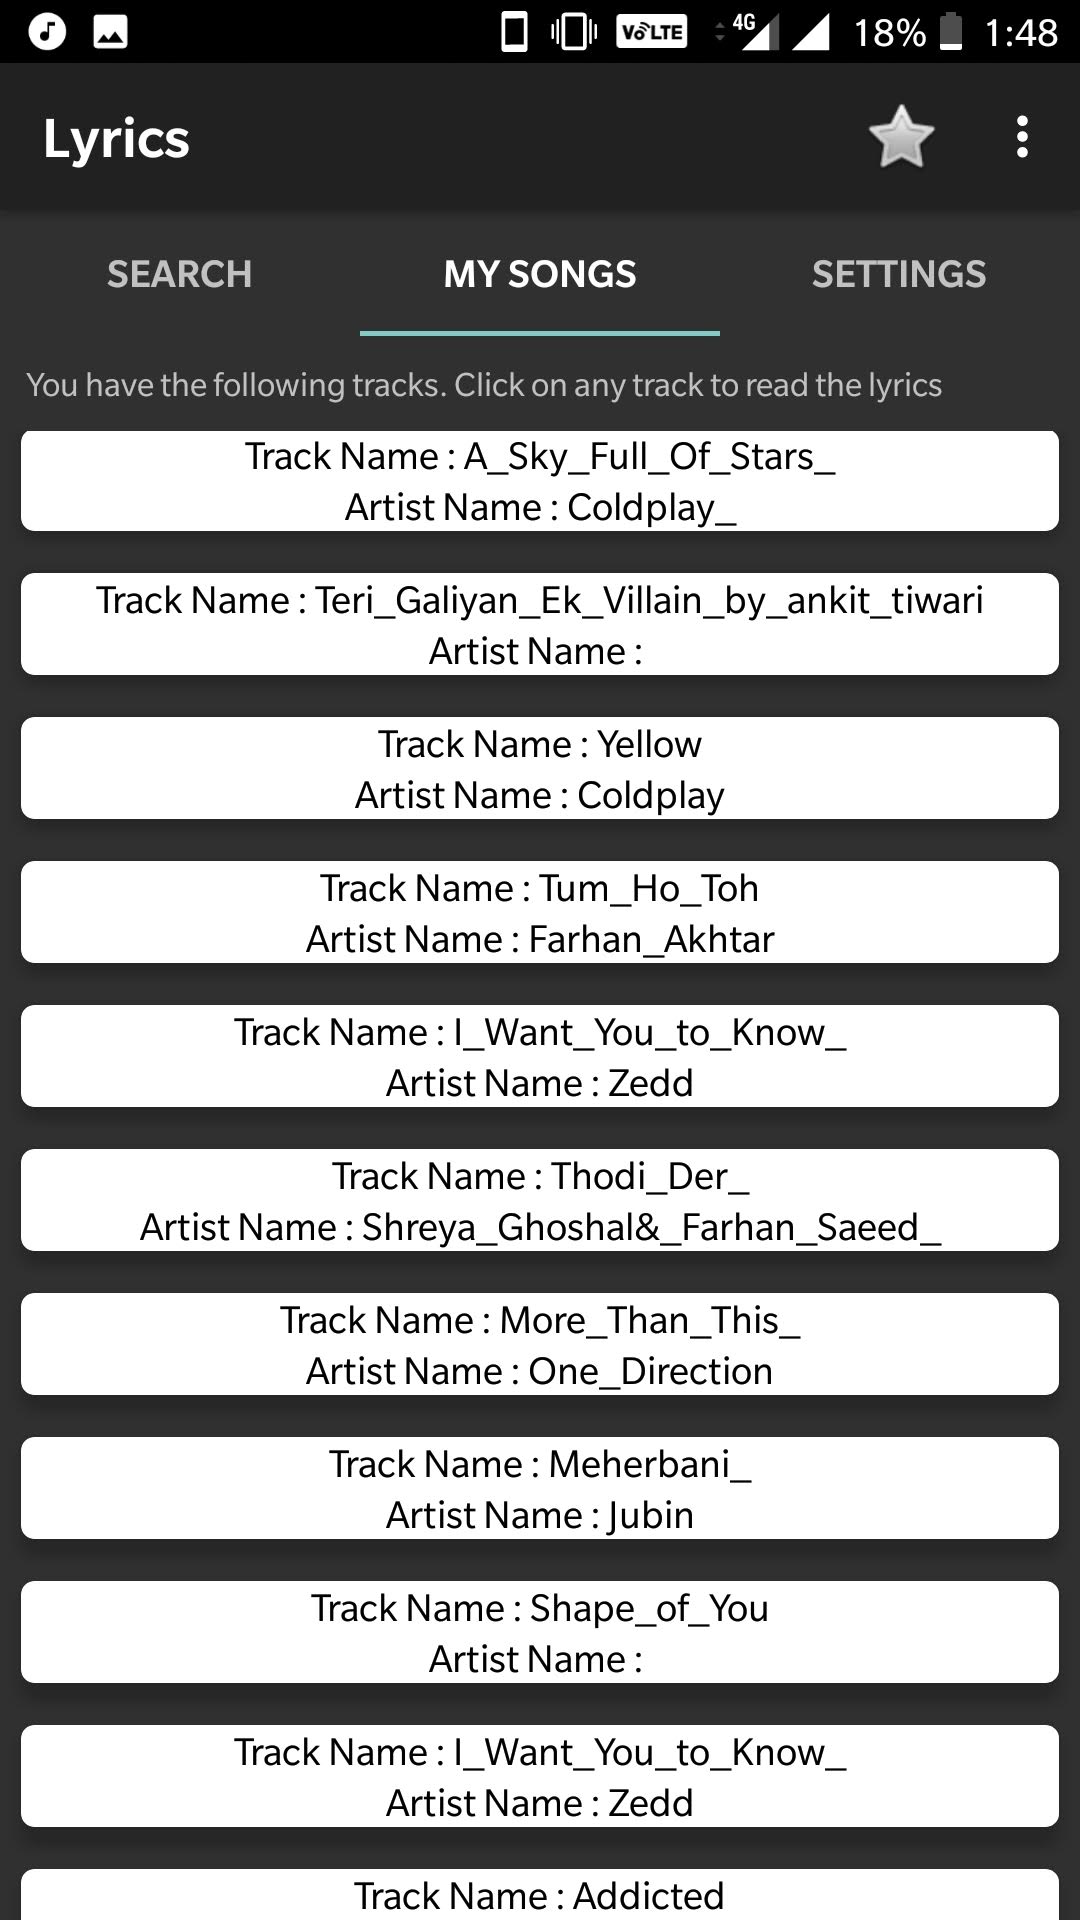 VoLTE 4G 18% 1:48
Lyrics
SEARCH MY SONGS SETTINGS
You have the following tracks. Click on any track to read the lyrics
Track Name : A_Sky_Full_Of_Stars_
Artist Name : Coldplay_
Track Name : Teri_Galiyan_Ek_Villain_by_ankit_tiwari
Artist Name :
Track Name : Yellow
Artist Name : Coldplay
Track Name : Tum_Ho_Toh
Artist Name : Farhan_Akhtar
Track Name : I_Want_You_to_Know_
Artist Name : Zedd
Track Name : Thodi_Der_
Artist Name : Shreya_Ghoshal&_Farhan_Saeed_
Track Name : More_Than_This_
Artist Name : One_Direction
Track Name : Meherbani_
Artist Name : Jubin
Track Name : Shape_of_You
Artist Name :
Track Name : I_Want_You_to_Know_
Artist Name : Zedd
Track Name : Addicted